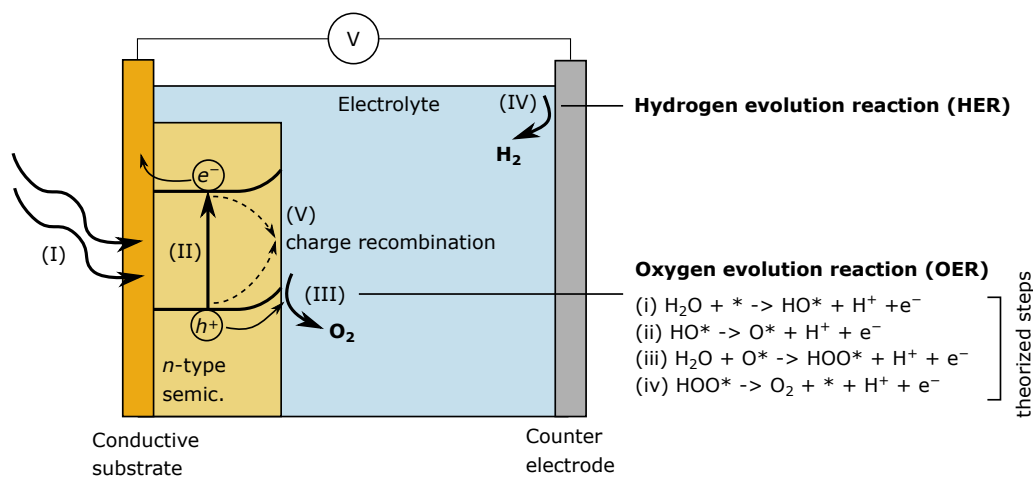 V
Electrolyte
(IV)
Hydrogen evolution reaction (HER)
H₂
e⁻
(V)
charge recombination
(I)
(II)
Oxygen evolution reaction (OER)
(III)
(i) H₂O + * -> HO* + H⁺ +e⁻
O₂
h⁺
(ii) HO* -> O* + H⁺ + e⁻
(iii) H₂O + O* -> HOO* + H⁺ + e⁻
(iv) HOO* -> O₂ + * + H⁺ + e⁻
theorized steps
n-type
semic.
Conductive
substrate
Counter
electrode